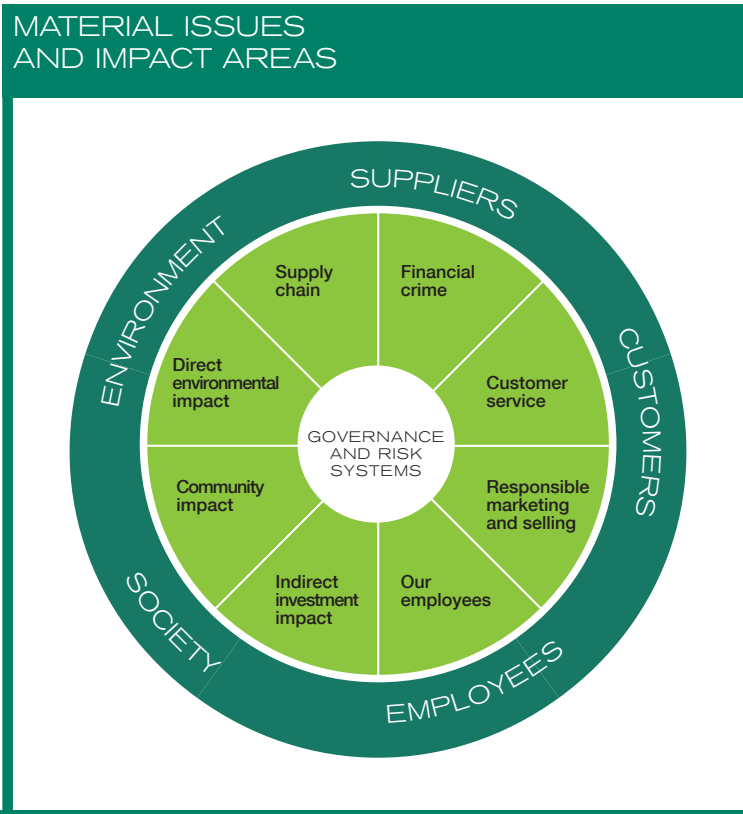 MATERIAL ISSUES
AND IMPACT AREAS
SUPPLIERS
CUSTOMERS
EMPLOYEES
SOCIETY
ENVIRONMENT
Supply
chain
Financial
crime
Customer
service
Responsible
marketing
and selling
Our
employees
Indirect
investment
impact
Community
impact
Direct
environmental
impact
GOVERNANCE
AND RISK
SYSTEMS